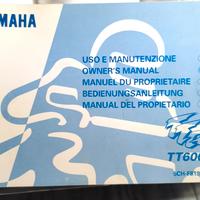 YAMAHA
USO E MANUTENZIONE
OWNER'S MANUAL
MANUEL DU PROPRIETAIRE
BEDIENUNGSANLEITUNG
MANUAL DEL PROPIETARIO
TT600